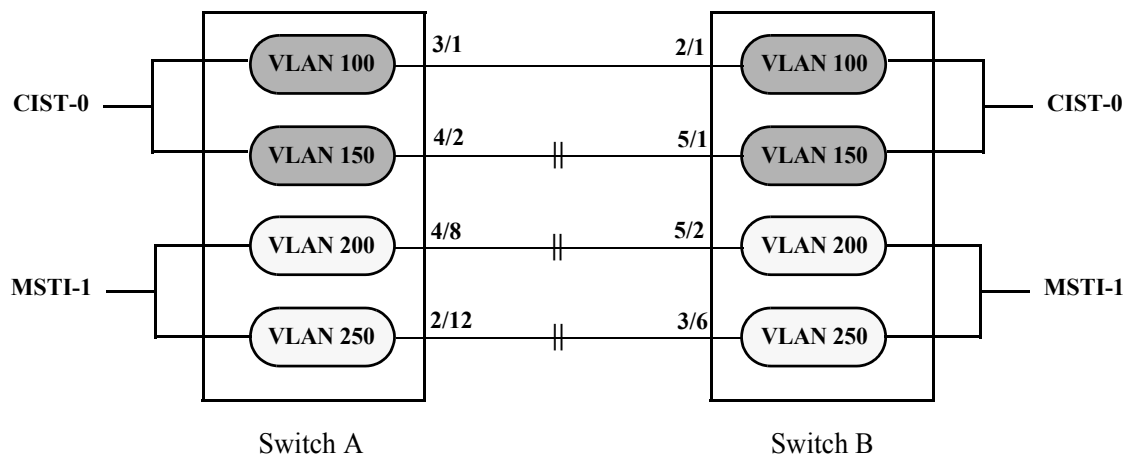 3/1 2/1
VLAN 100 VLAN 100
CIST-0 CIST-0
4/2 5/1
VLAN 150 VLAN 150
4/8 5/2
VLAN 200 VLAN 200
MSTI-1 MSTI-1
2/12 3/6
VLAN 250 VLAN 250
Switch A Switch B